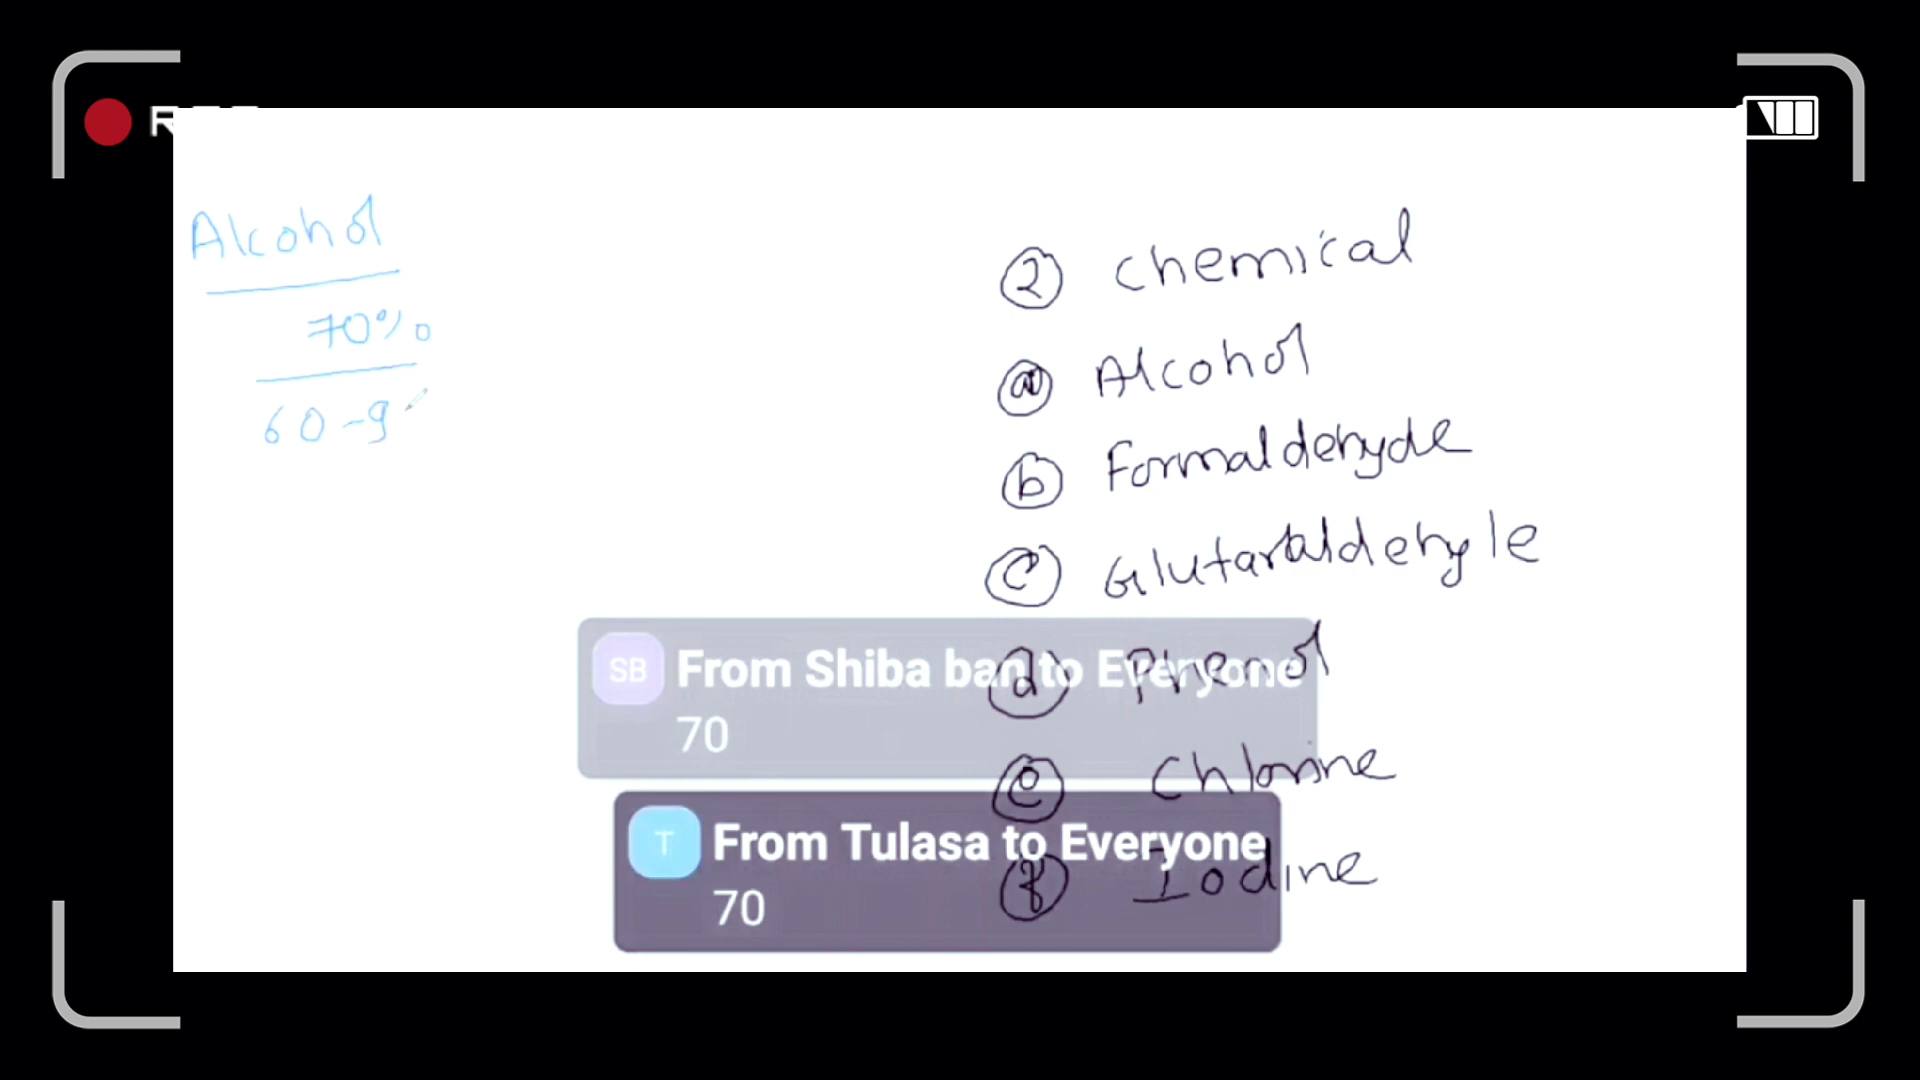 Alcohol
70%
60-9
② Chemical
ⓐ Alcohol
ⓑ Formaldehyde
ⓒ Glutaraldehyle
ⓓ Phenol
SB From Shiba ban to Everyone
70
ⓔ Chlorine
T From Tulasa to Everyone
70
ⓕ Iodine